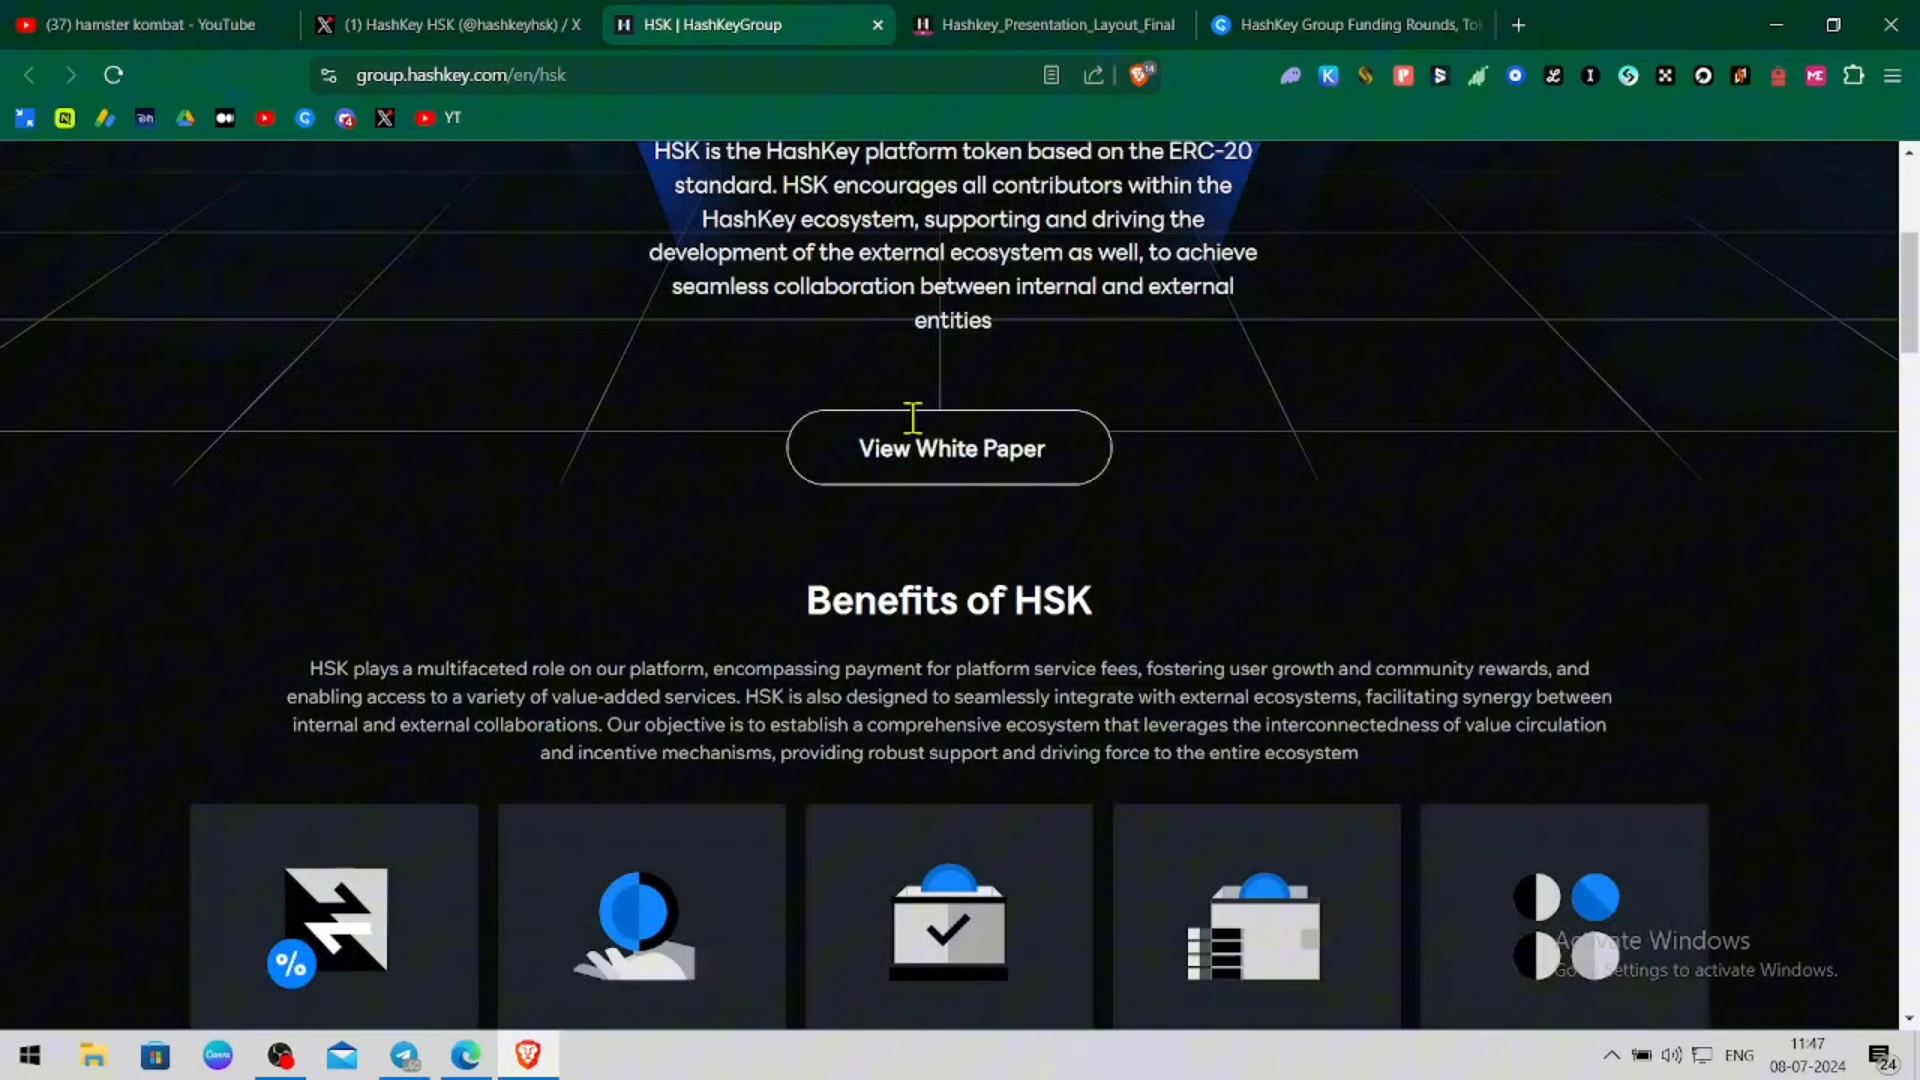 (37) hamster kombat - YouTube
(1) HashKey HSK (@hashkeyhsk) / X
HSK | HashKeyGroup
Hashkey_Presentation_Layout_Final
HashKey Group Funding Rounds, To
group.hashkey.com/en/hsk
14
YT
HSK is the HashKey platform token based on the ERC-20
standard. HSK encourages all contributors within the
HashKey ecosystem, supporting and driving the
development of the external ecosystem as well, to achieve
seamless collaboration between internal and external
entities
View White Paper
Benefits of HSK
HSK plays a multifaceted role on our platform, encompassing payment for platform service fees, fostering user growth and community rewards, and
enabling access to a variety of value-added services. HSK is also designed to seamlessly integrate with external ecosystems, facilitating synergy between
internal and external collaborations. Our objective is to establish a comprehensive ecosystem that leverages the interconnectedness of value circulation
and incentive mechanisms, providing robust support and driving force to the entire ecosystem
%
Activate Windows
Go to Settings to activate Windows.
ENG
11:47
08-07-2024
24